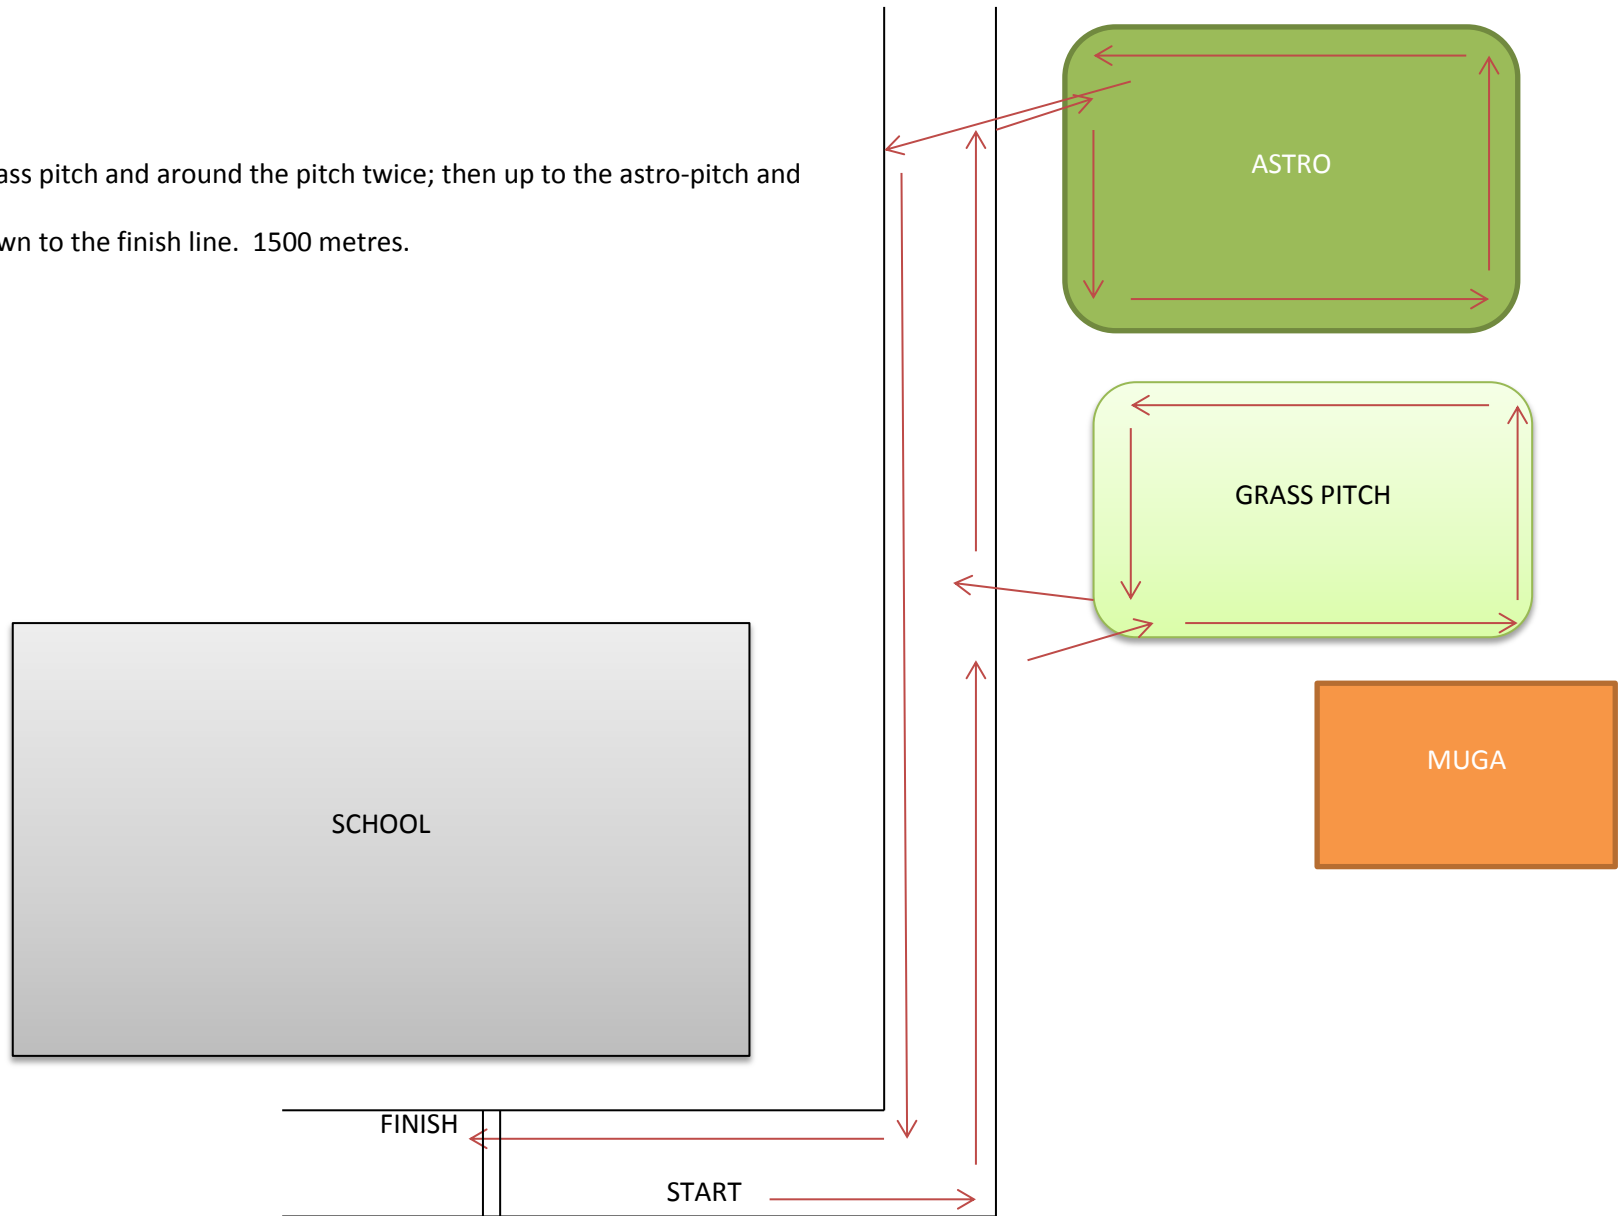 ass pitch and around the pitch twice; then up to the astro-pitch and
wn to the finish line.  1500 metres.
ASTRO
GRASS PITCH
MUGA
SCHOOL
FINISH
START